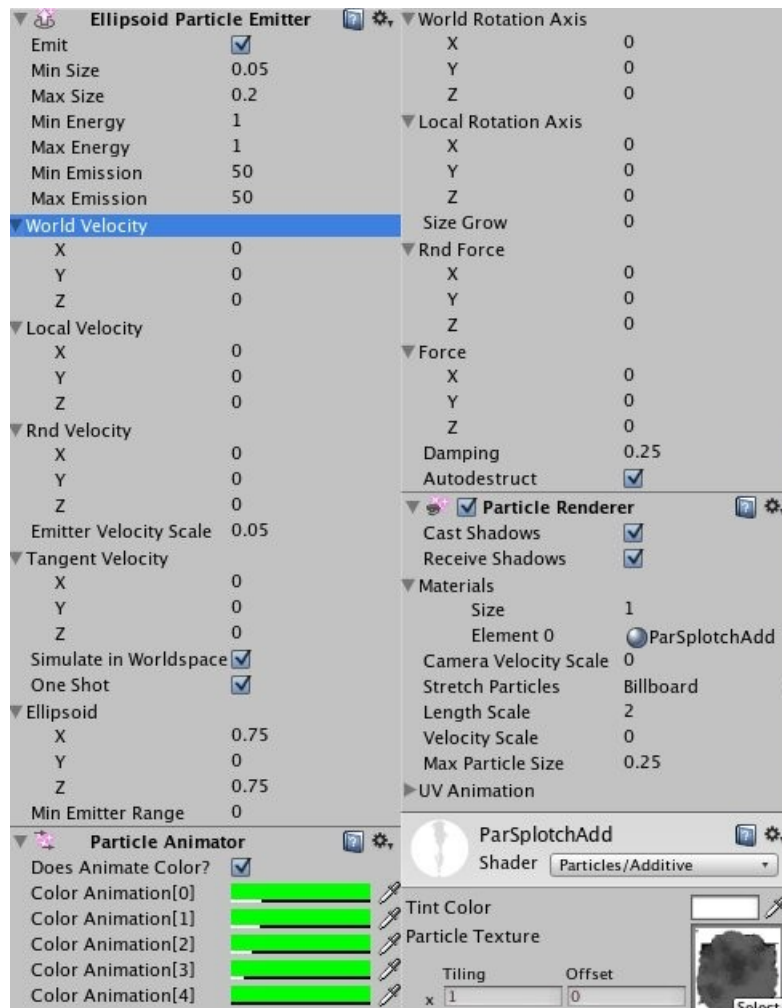 Ellipsoid Particle Emitter
Emit
Min Size 0.05
Max Size 0.2
Min Energy 1
Max Energy 1
Min Emission 50
Max Emission 50
World Velocity
X 0
Y 0
Z 0
Local Velocity
X 0
Y 0
Z 0
Rnd Velocity
X 0
Y 0
Z 0
Emitter Velocity Scale 0.05
Tangent Velocity
X 0
Y 0
Z 0
Simulate in Worldspace
One Shot
Ellipsoid
X 0.75
Y 0
Z 0.75
Min Emitter Range 0
Particle Animator
Does Animate Color?
Color Animation[0]
Color Animation[1]
Color Animation[2]
Color Animation[3]
Color Animation[4]
World Rotation Axis
X 0
Y 0
Z 0
Local Rotation Axis
X 0
Y 0
Z 0
Size Grow 0
Rnd Force
X 0
Y 0
Z 0
Force
X 0
Y 0
Z 0
Damping 0.25
Autodestruct
Particle Renderer
Cast Shadows
Receive Shadows
Materials
Size 1
Element 0 ParSplotchAdd
Camera Velocity Scale 0
Stretch Particles Billboard
Length Scale 2
Velocity Scale 0
Max Particle Size 0.25
UV Animation
ParSplotchAdd
Shader Particles/Additive
Tint Color
Particle Texture
Tiling Offset
x 1 0
Select